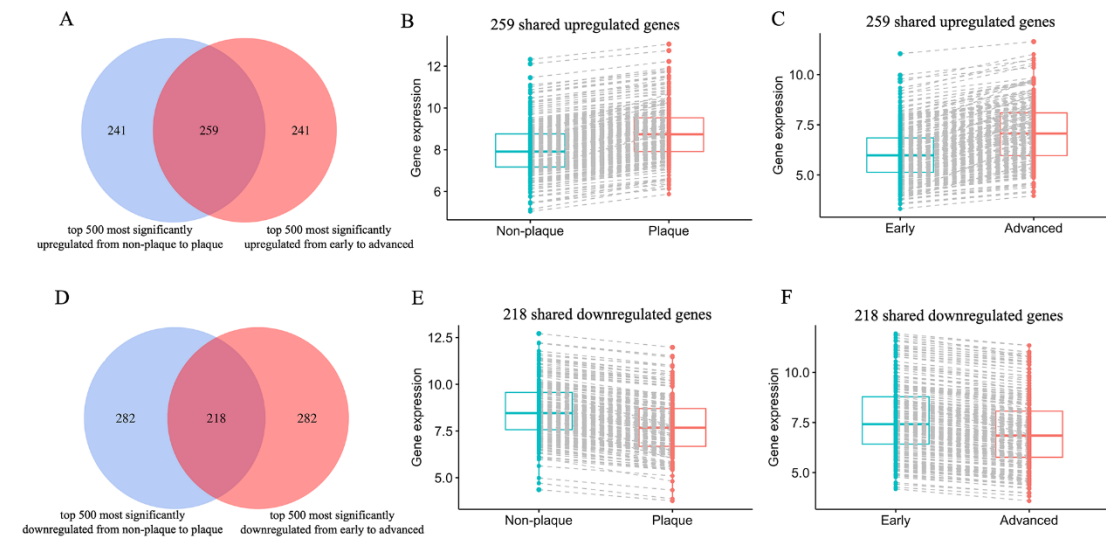 A
241
259
241
top 500 most significantly
upregulated from non-plaque to plaque
top 500 most significantly
upregulated from early to advanced
B
259 shared upregulated genes
Gene expression
12
10
8
6
Non-plaque
Plaque
C
259 shared upregulated genes
Gene expression
10.0
7.5
5.0
Early
Advanced
D
282
218
282
top 500 most significantly
downregulated from non-plaque to plaque
top 500 most significantly
downregulated from early to advanced
E
218 shared downregulated genes
Gene expression
12.5
10.0
7.5
5.0
Non-plaque
Plaque
F
218 shared downregulated genes
Gene expression
10.0
7.5
5.0
Early
Advanced